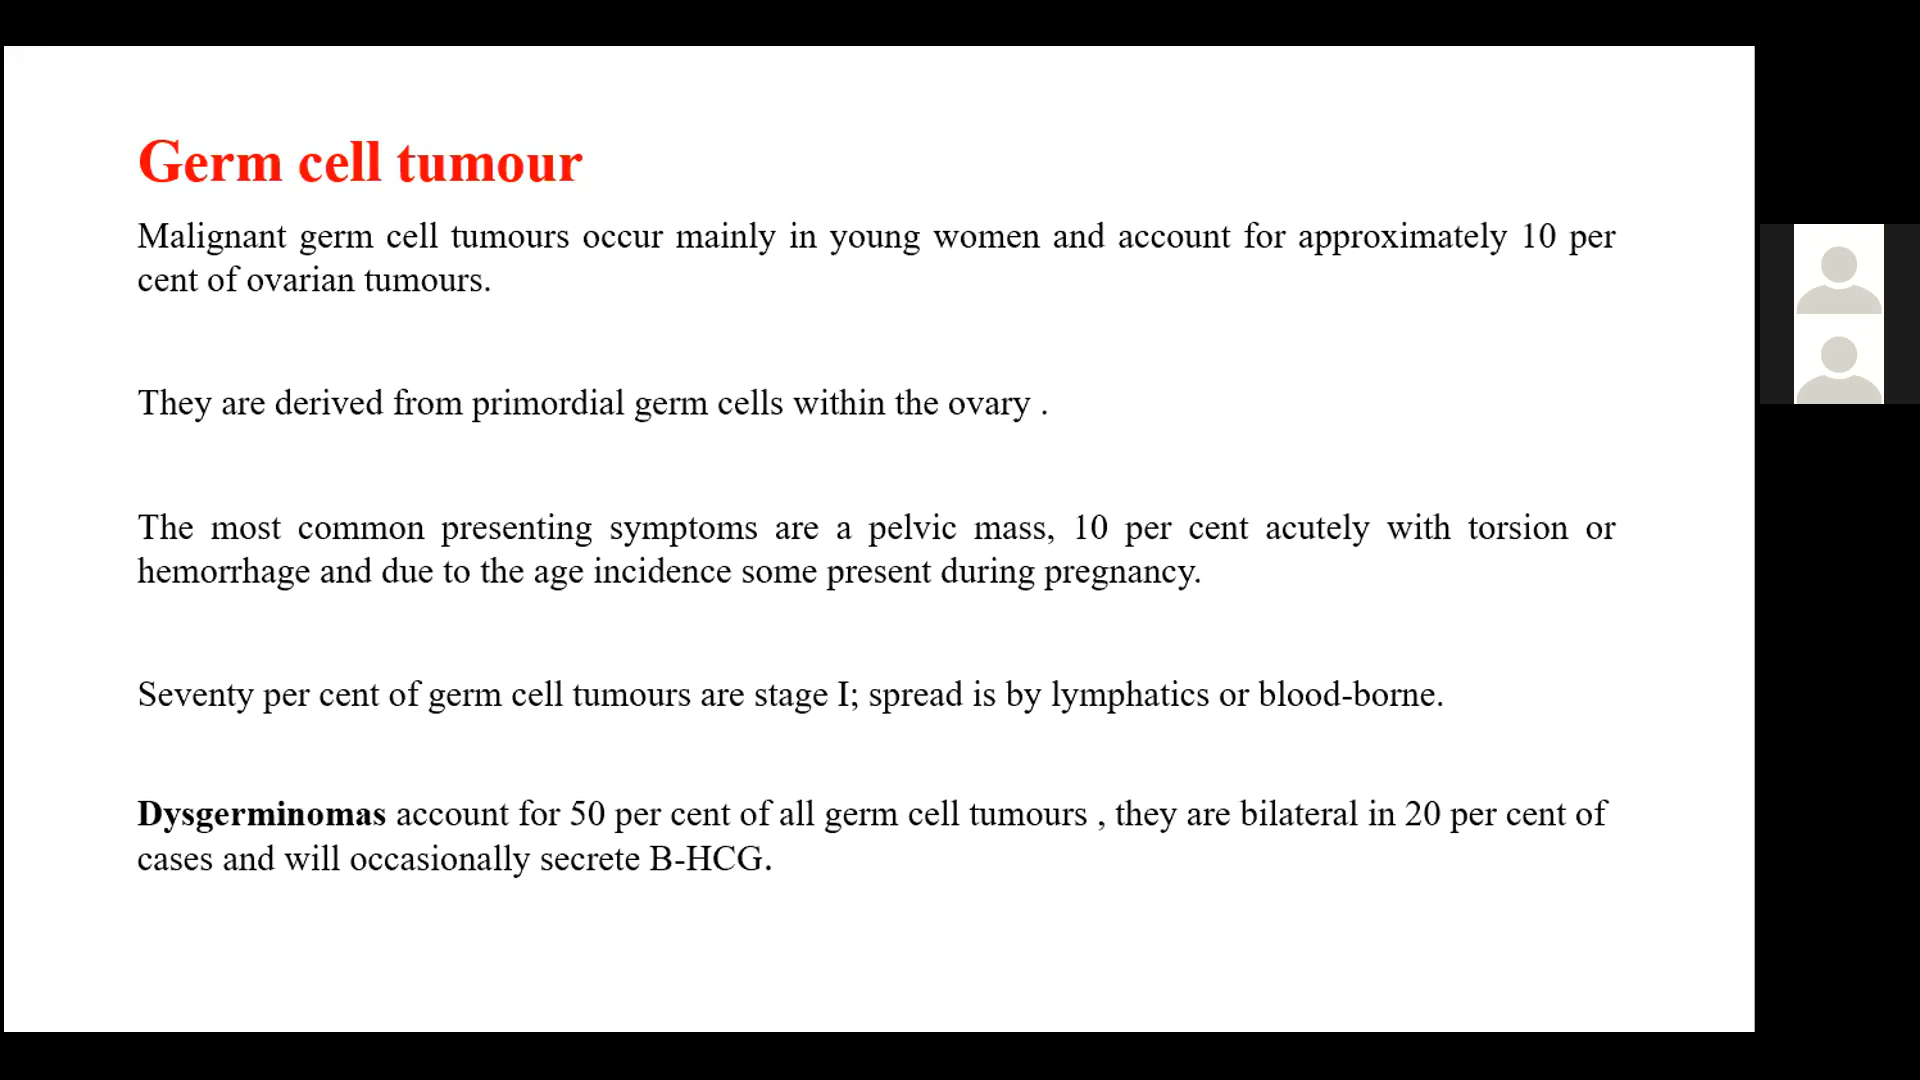 Germ cell tumour
Malignant germ cell tumours occur mainly in young women and account for approximately 10 per
cent of ovarian tumours.
They are derived from primordial germ cells within the ovary .
The most common presenting symptoms are a pelvic mass, 10 per cent acutely with torsion or
hemorrhage and due to the age incidence some present during pregnancy.
Seventy per cent of germ cell tumours are stage I; spread is by lymphatics or blood-borne.
Dysgerminomas account for 50 per cent of all germ cell tumours , they are bilateral in 20 per cent of
cases and will occasionally secrete B-HCG.